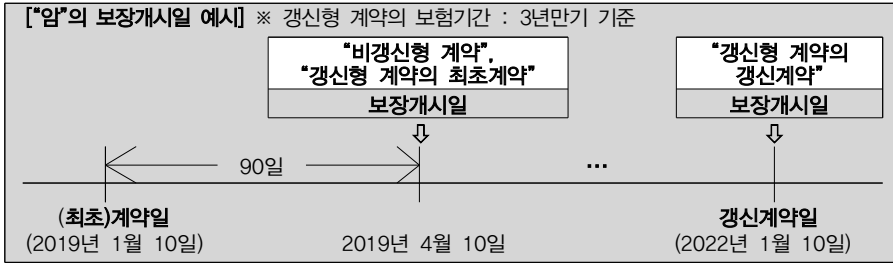 ["암"의 보장개시일 예시] ※ 갱신형 계약의 보험기간 : 3년만기 기준
"비갱신형 계약",
"갱신형 계약의 최초계약"
보장개시일
"갱신형 계약의
갱신계약"
보장개시일
90일
...
(최초)계약일
(2019년 1월 10일)
2019년 4월 10일
갱신계약일
(2022년 1월 10일)